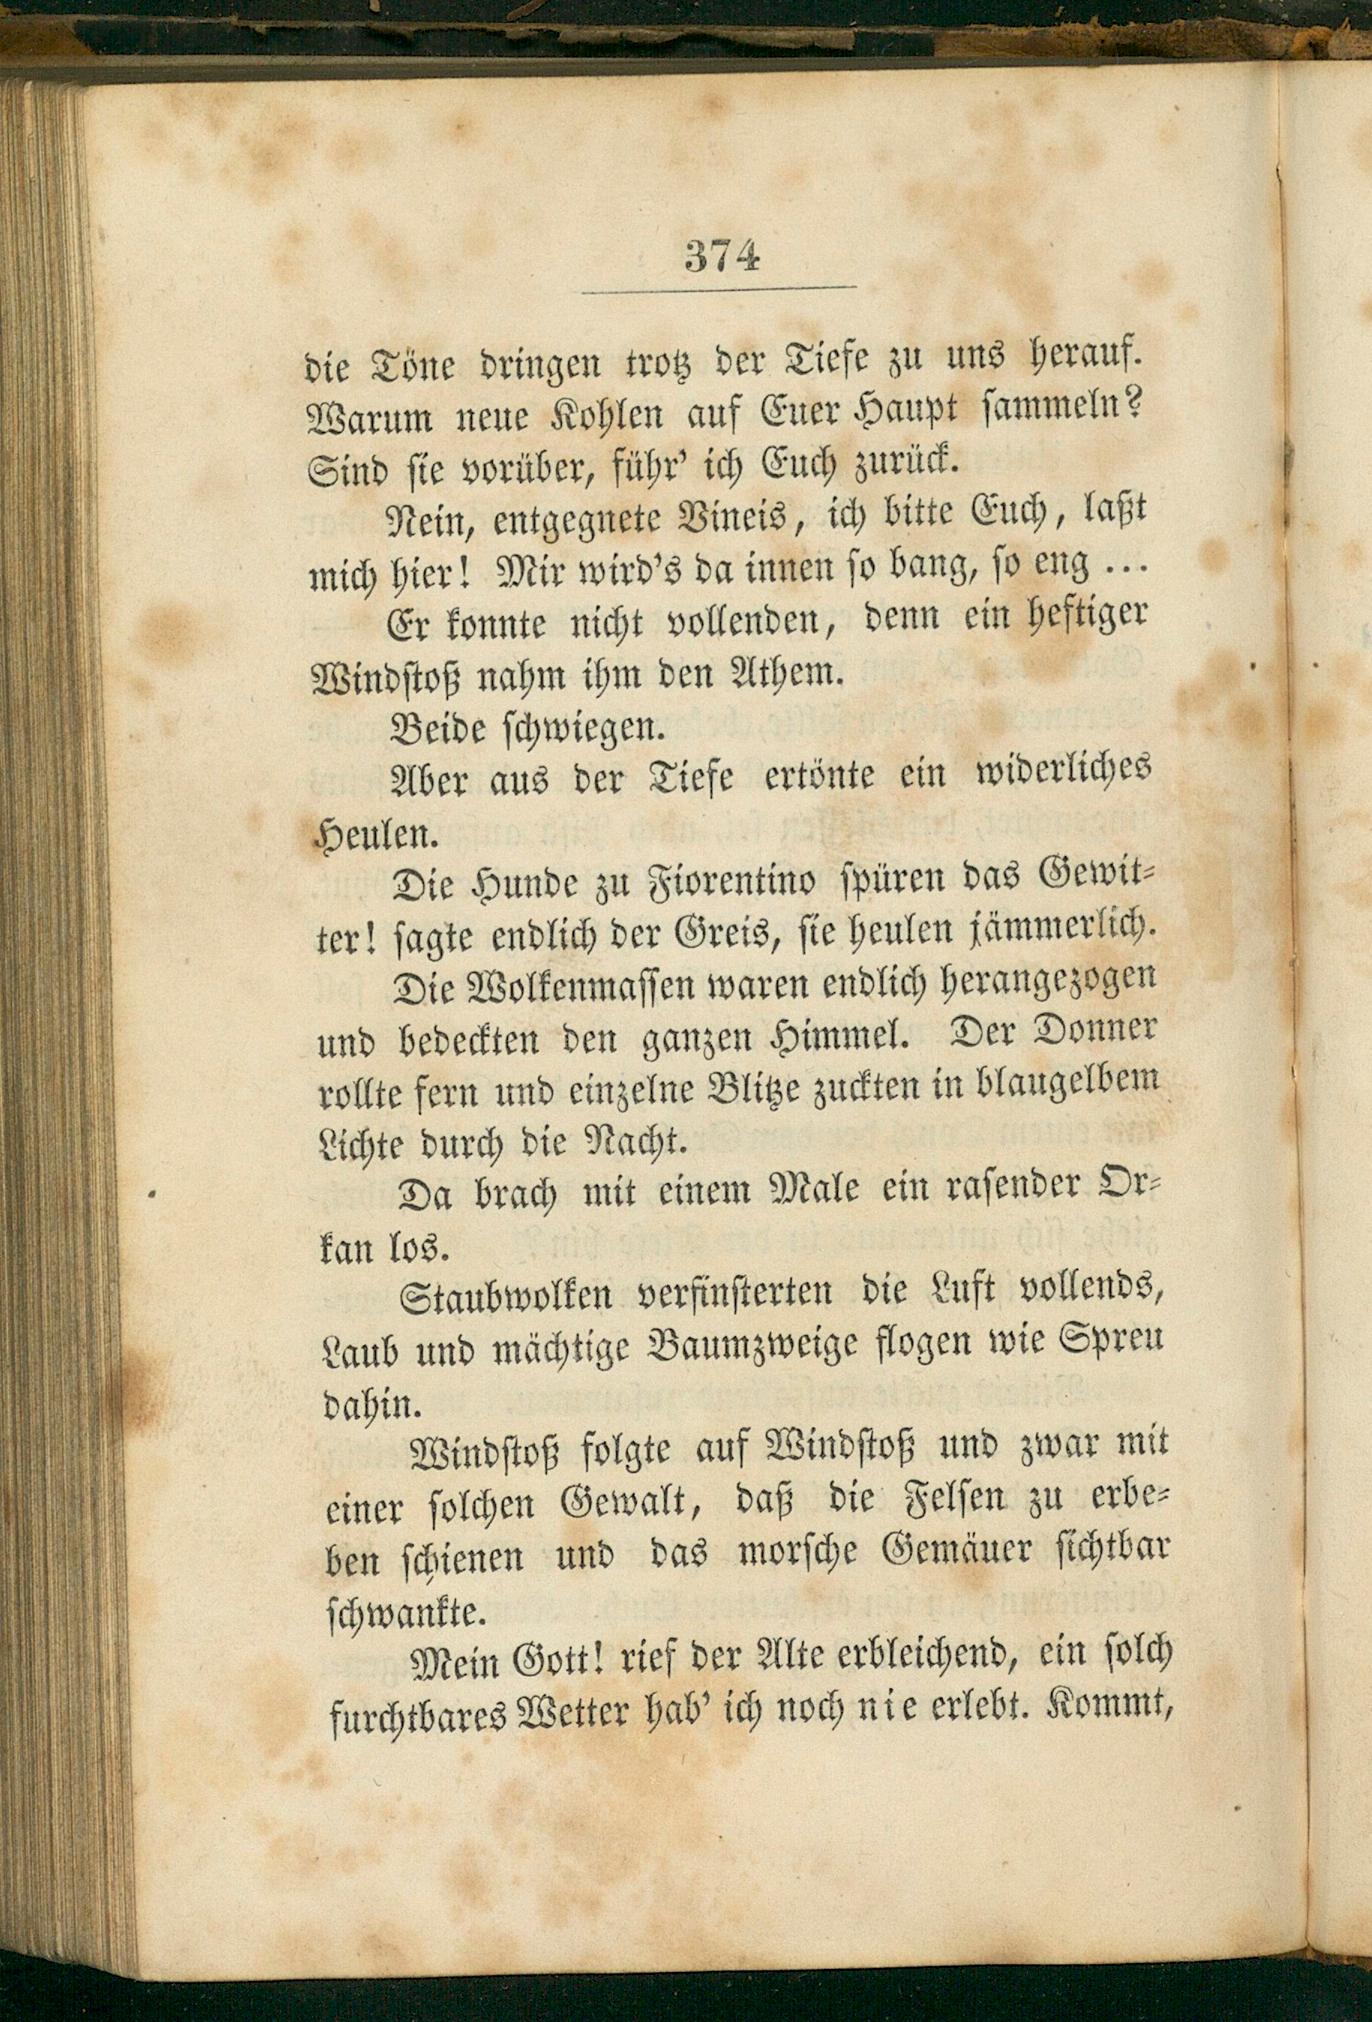 374
die Töne dringen trotz der Tiefe zu uns herauf.
Warum neue Kohlen auf Euer Haupt sammeln?
Sind sie vorüber, führ' ich Euch zurück.
Nein, entgegnete Vineis, ich bitte Euch, laßt
mich hier! Mir wird's da innen so bang, so eng ...
Er konnte nicht vollenden, denn ein heftiger
Windstoß nahm ihm den Athem.
Beide schwiegen.
Aber aus der Tiefe ertönte ein widerliches
Heulen.
Die Hunde zu Fiorentino spüren das Gewit-
ter! sagte endlich der Greis, sie heulen jämmerlich.
Die Wolkenmassen waren endlich herangezogen
und bedeckten den ganzen Himmel. Der Donner
rollte fern und einzelne Blitze zuckten in blaugelbem
Lichte durch die Nacht.
Da brach mit einem Male ein rasender Or-
kan los.
Staubwolken verfinsterten die Luft vollends,
Laub und mächtige Baumzweige flogen wie Spreu
dahin.
Windstoß folgte auf Windstoß und zwar mit
einer solchen Gewalt, daß die Felsen zu erbe-
ben schienen und das morsche Gemäuer sichtbar
schwankte.
Mein Gott! rief der Alte erbleichend, ein solch
furchtbares Wetter hab' ich noch nie erlebt. Kommt,